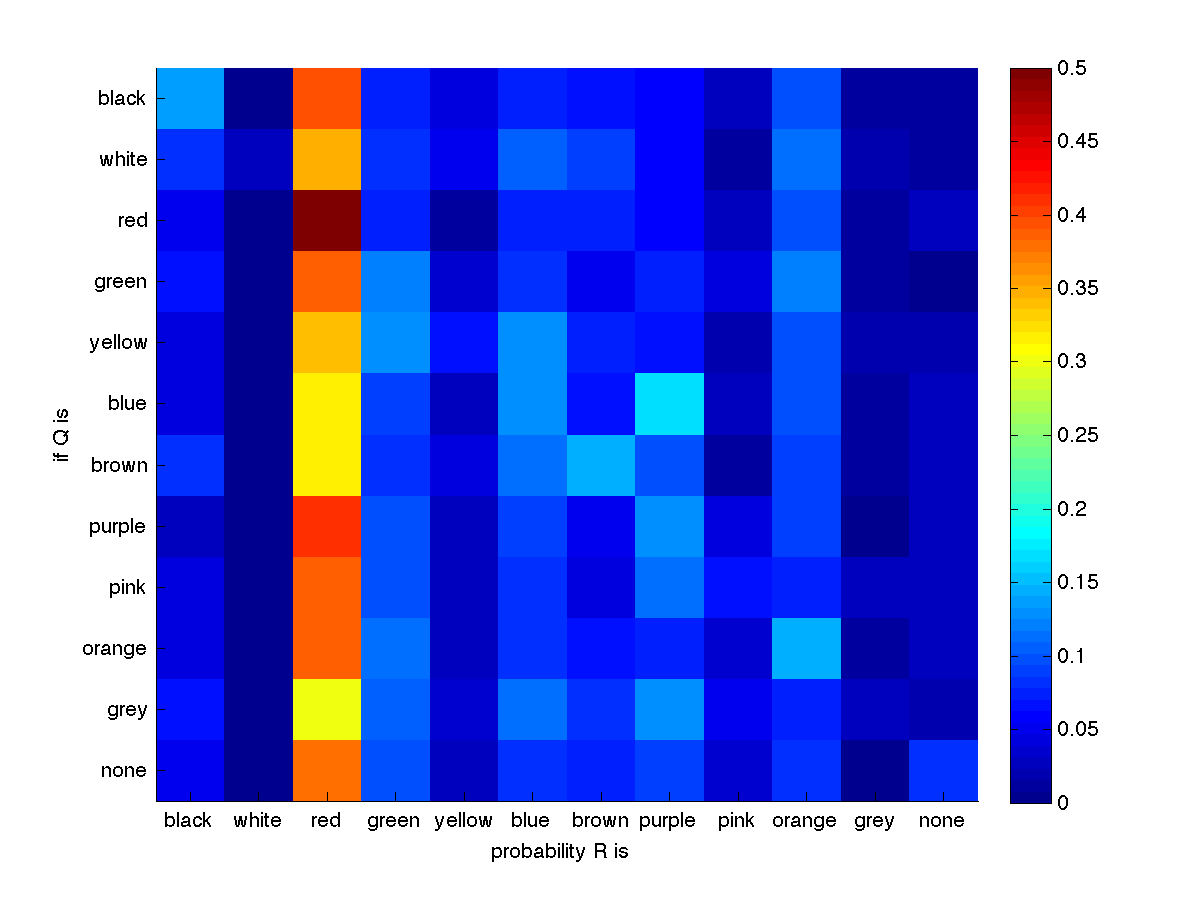 black
white
red
green
yellow
blue
brown
purple
pink
orange
grey
none
if Q is
black white red green yellow blue brown purple pink orange grey none
probability R is
0.5
0.45
0.4
0.35
0.3
0.25
0.2
0.15
0.1
0.05
0